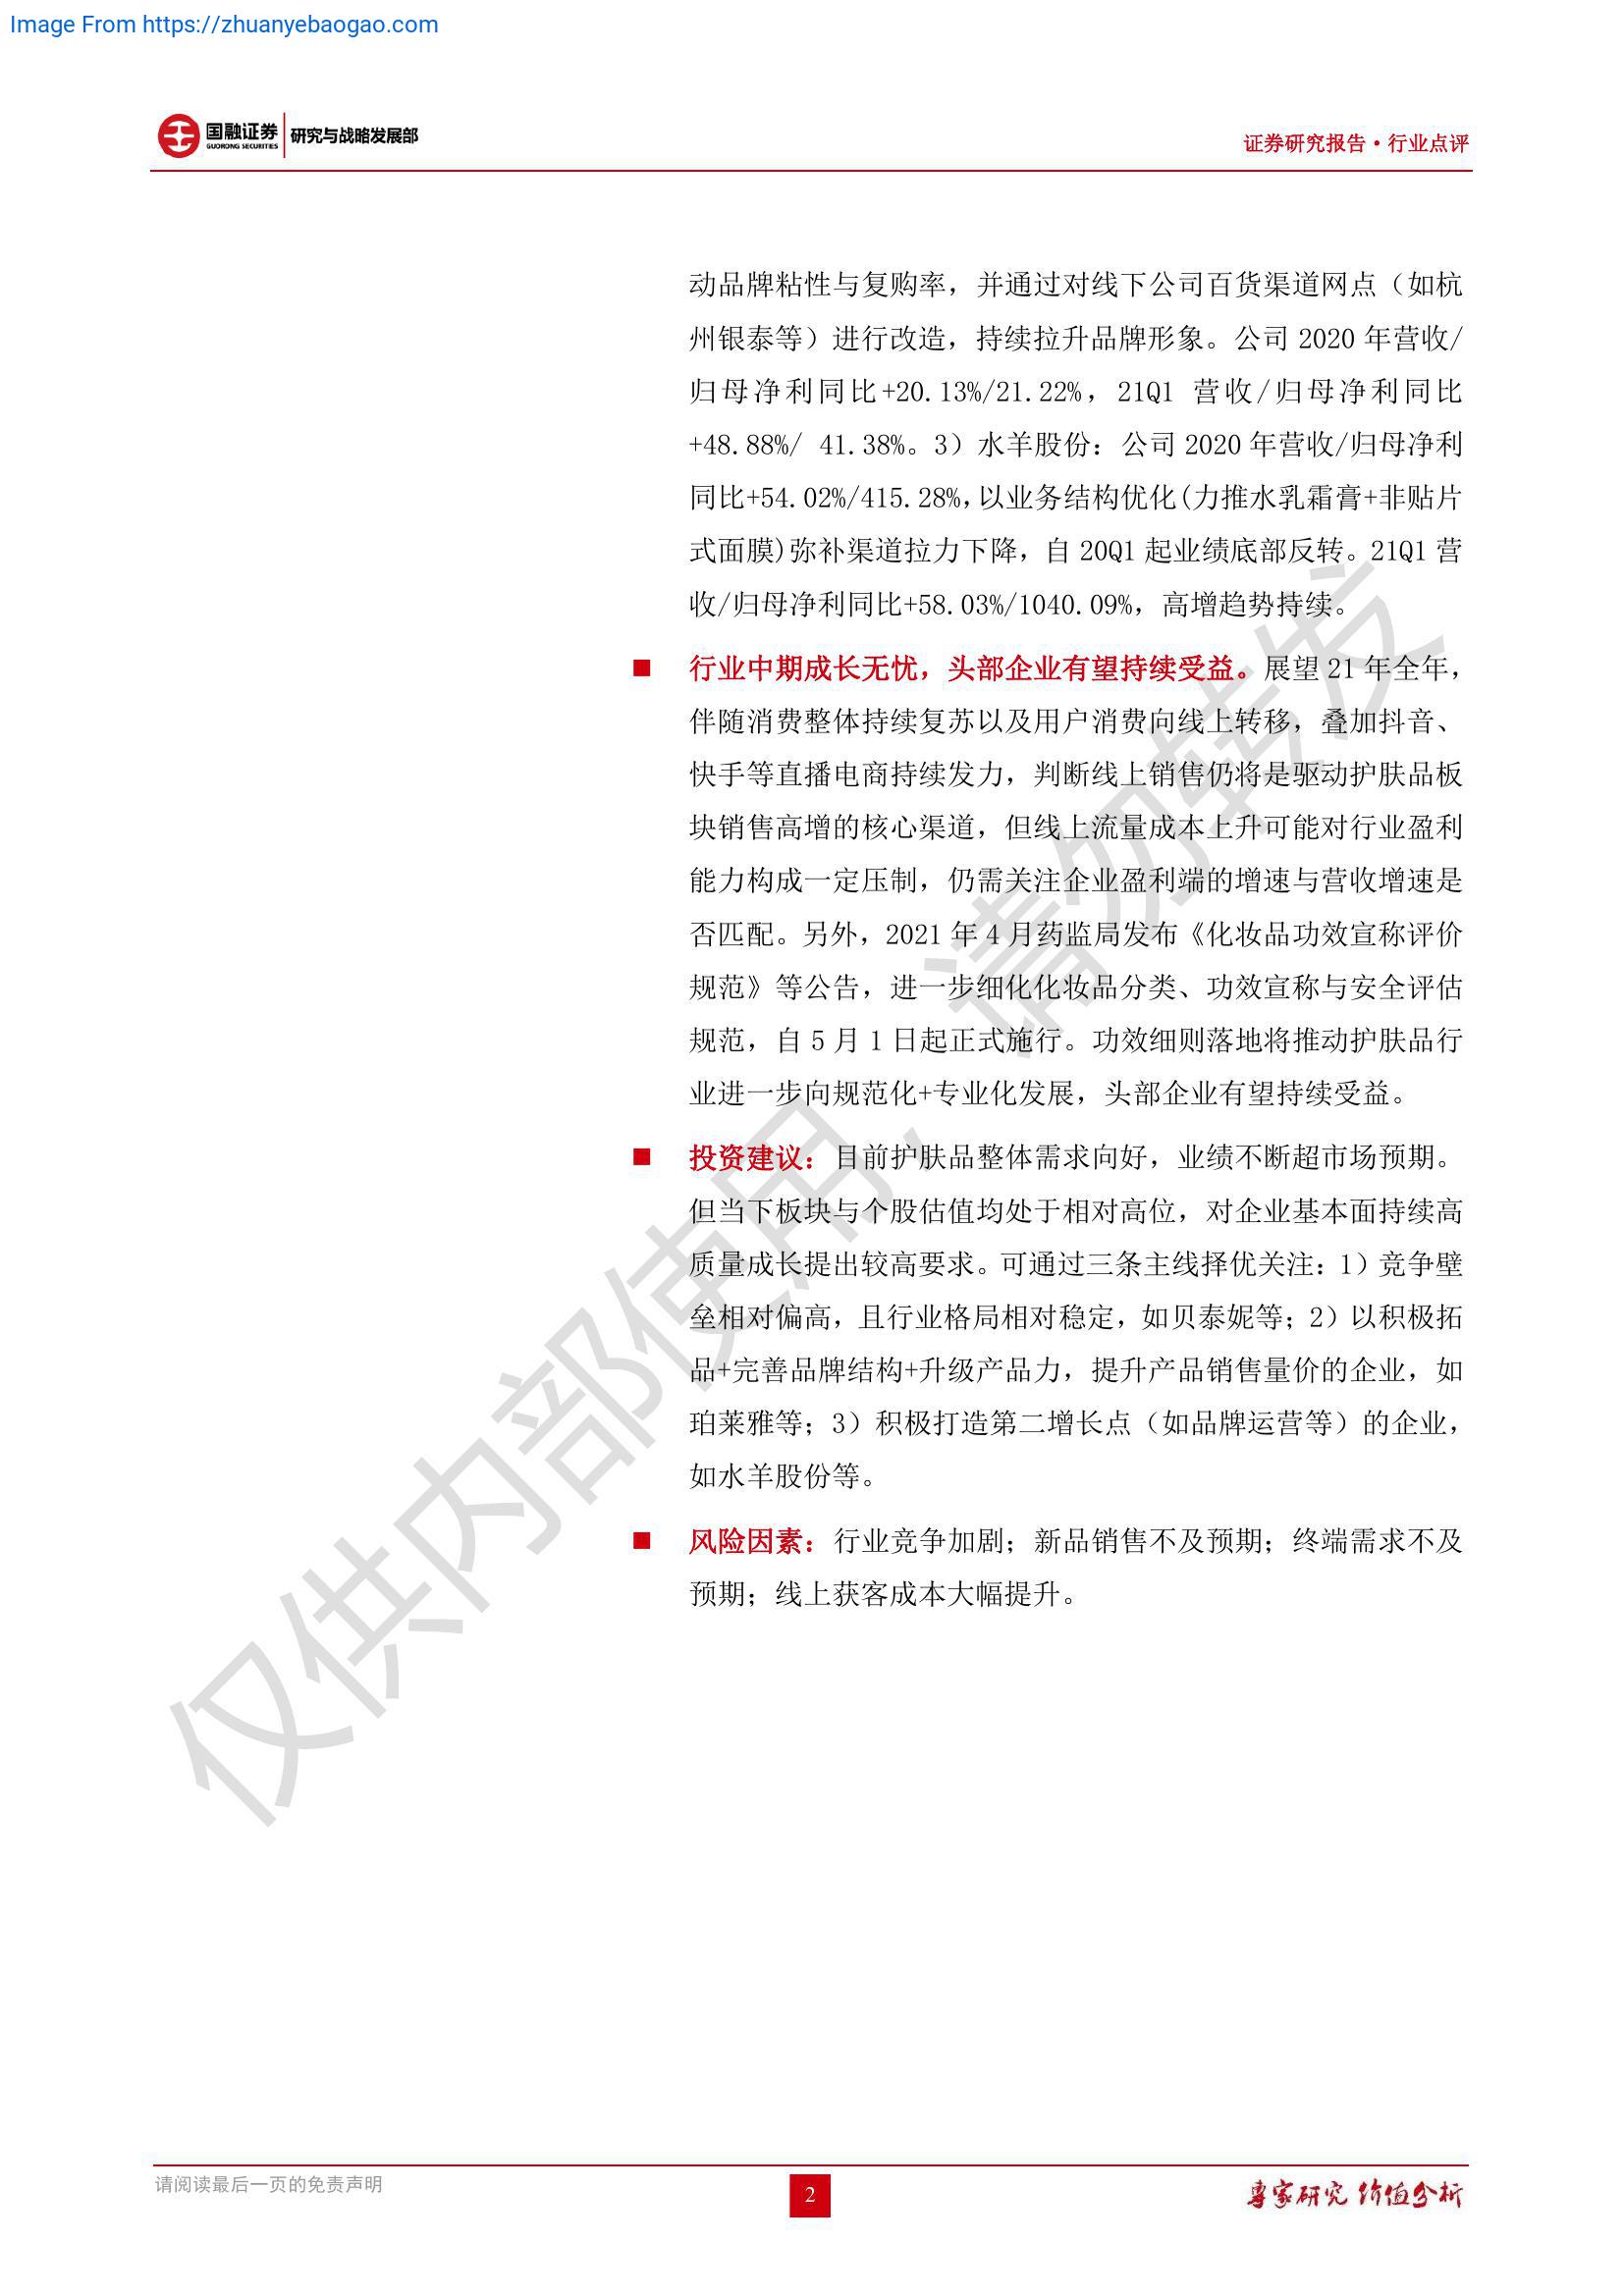 Image From https://zhuanyebaogao.com
国融证券 研究与战略发展部
GUORONG SECURITIES
证券研究报告·行业点评
动品牌粘性与复购率，并通过对线下公司百货渠道网点（如杭
州银泰等）进行改造，持续拉升品牌形象。公司 2020 年营收/
归母净利同比+20.13%/21.22%，21Q1 营收/归母净利同比
+48.88%/ 41.38%。3）水羊股份：公司 2020 年营收/归母净利
同比+54.02%/415.28%,以业务结构优化(力推水乳霜膏+非贴片
式面膜)弥补渠道拉力下降，自 20Q1 起业绩底部反转。21Q1 营
收/归母净利同比+58.03%/1040.09%，高增趋势持续。
■ 行业中期成长无忧，头部企业有望持续受益。展望 21 年全年，
伴随消费整体持续复苏以及用户消费向线上转移，叠加抖音、
快手等直播电商持续发力，判断线上销售仍将是驱动护肤品板
块销售高增的核心渠道，但线上流量成本上升可能对行业盈利
能力构成一定压制，仍需关注企业盈利端的增速与营收增速是
否匹配。另外，2021 年 4 月药监局发布《化妆品功效宣称评价
规范》等公告，进一步细化化妆品分类、功效宣称与安全评估
规范，自 5 月 1 日起正式施行。功效细则落地将推动护肤品行
业进一步向规范化+专业化发展，头部企业有望持续受益。
■ 投资建议：目前护肤品整体需求向好，业绩不断超市场预期。
但当下板块与个股估值均处于相对高位，对企业基本面持续高
质量成长提出较高要求。可通过三条主线择优关注：1）竞争壁
垒相对偏高，且行业格局相对稳定，如贝泰妮等；2）以积极拓
品+完善品牌结构+升级产品力，提升产品销售量价的企业，如
珀莱雅等；3）积极打造第二增长点（如品牌运营等）的企业，
如水羊股份等。
■ 风险因素：行业竞争加剧；新品销售不及预期；终端需求不及
预期；线上获客成本大幅提升。
仅供内部使用，请勿转发
请阅读最后一页的免责声明
2
专家研究 价值分析